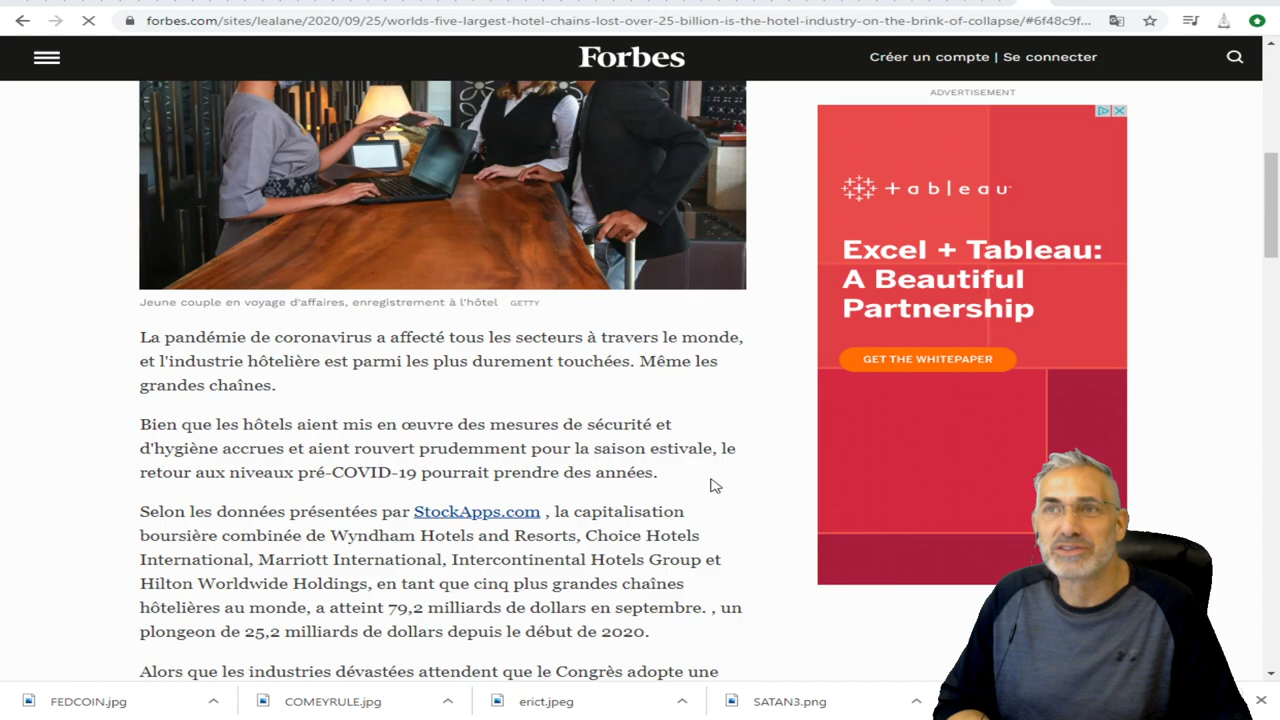 forbes.com/sites/lealane/2020/09/25/worlds-five-largest-hotel-chains-lost-over-25-billion-is-the-hotel-industry-on-the-brink-of-collapse/#6f48c9f...
Forbes
Créer un compte | Se connecter
ADVERTISEMENT
+ableau
Excel + Tableau:
A Beautiful
Partnership
GET THE WHITEPAPER
Jeune couple en voyage d'affaires, enregistrement à l'hôtel GETTY
La pandémie de coronavirus a affecté tous les secteurs à travers le monde,
et l'industrie hôtelière est parmi les plus durement touchées. Même les
grandes chaînes.
Bien que les hôtels aient mis en œuvre des mesures de sécurité et
d'hygiène accrues et aient rouvert prudemment pour la saison estivale, le
retour aux niveaux pré-COVID-19 pourrait prendre des années.
Selon les données présentées par StockApps.com , la capitalisation
boursière combinée de Wyndham Hotels and Resorts, Choice Hotels
International, Marriott International, Intercontinental Hotels Group et
Hilton Worldwide Holdings, en tant que cinq plus grandes chaînes
hôtelières au monde, a atteint 79,2 milliards de dollars en septembre. , un
plongeon de 25,2 milliards de dollars depuis le début de 2020.
Alors que les industries dévastées attendent que le Congrès adopte une
FEDCOIN.jpg
COMEYRULE.jpg
erict.jpeg
SATAN3.png